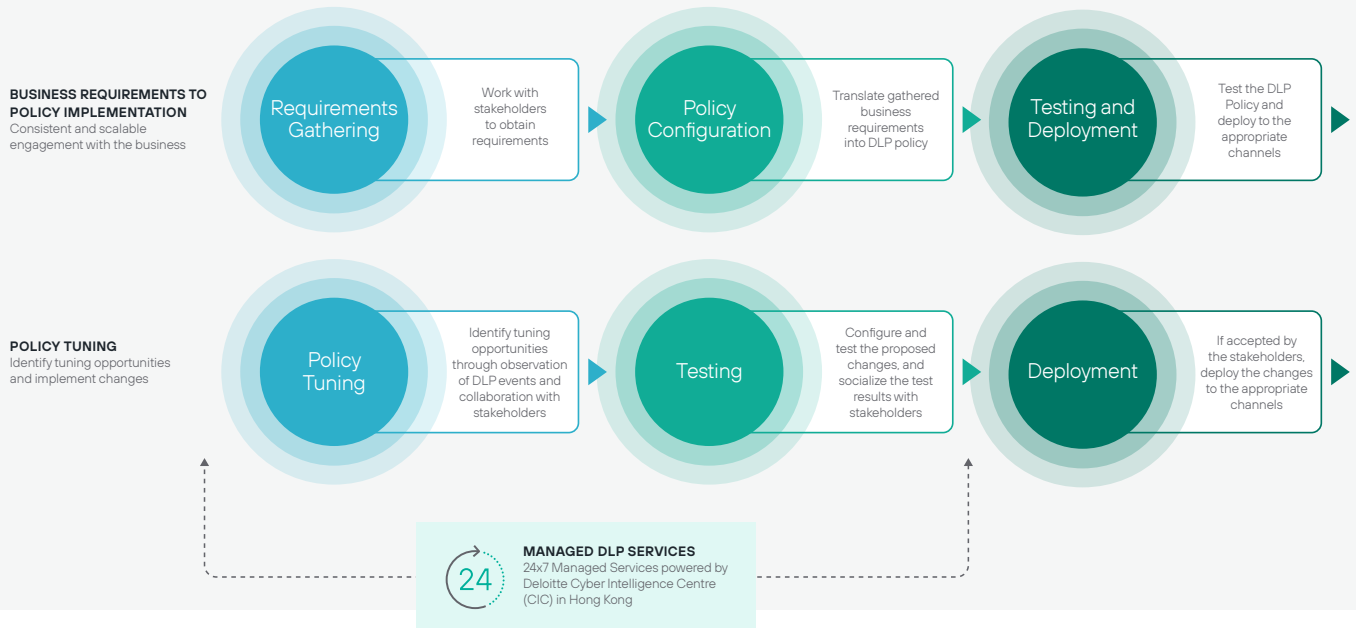 BUSINESS REQUIREMENTS TO
POLICY IMPLEMENTATION
Consistent and scalable
engagement with the business
Requirements
Gathering
Work with
stakeholders
to obtain
requirements
Policy
Configuration
Translate gathered
business
requirements
into DLP policy
Testing and
Deployment
Test the DLP
Policy and
deploy to the
appropriate
channels
POLICY TUNING
Identify tuning opportunities
and implement changes
Policy
Tuning
Identify tuning
opportunities
through observation
of DLP events and
collaboration with
stakeholders
Testing
Configure and
test the proposed
changes, and
socialize the test
results with
stakeholders
Deployment
If accepted by
the stakeholders,
deploy the changes
to the appropriate
channels
24
MANAGED DLP SERVICES
24x7 Managed Services powered by
Deloitte Cyber Intelligence Centre
(CIC) in Hong Kong